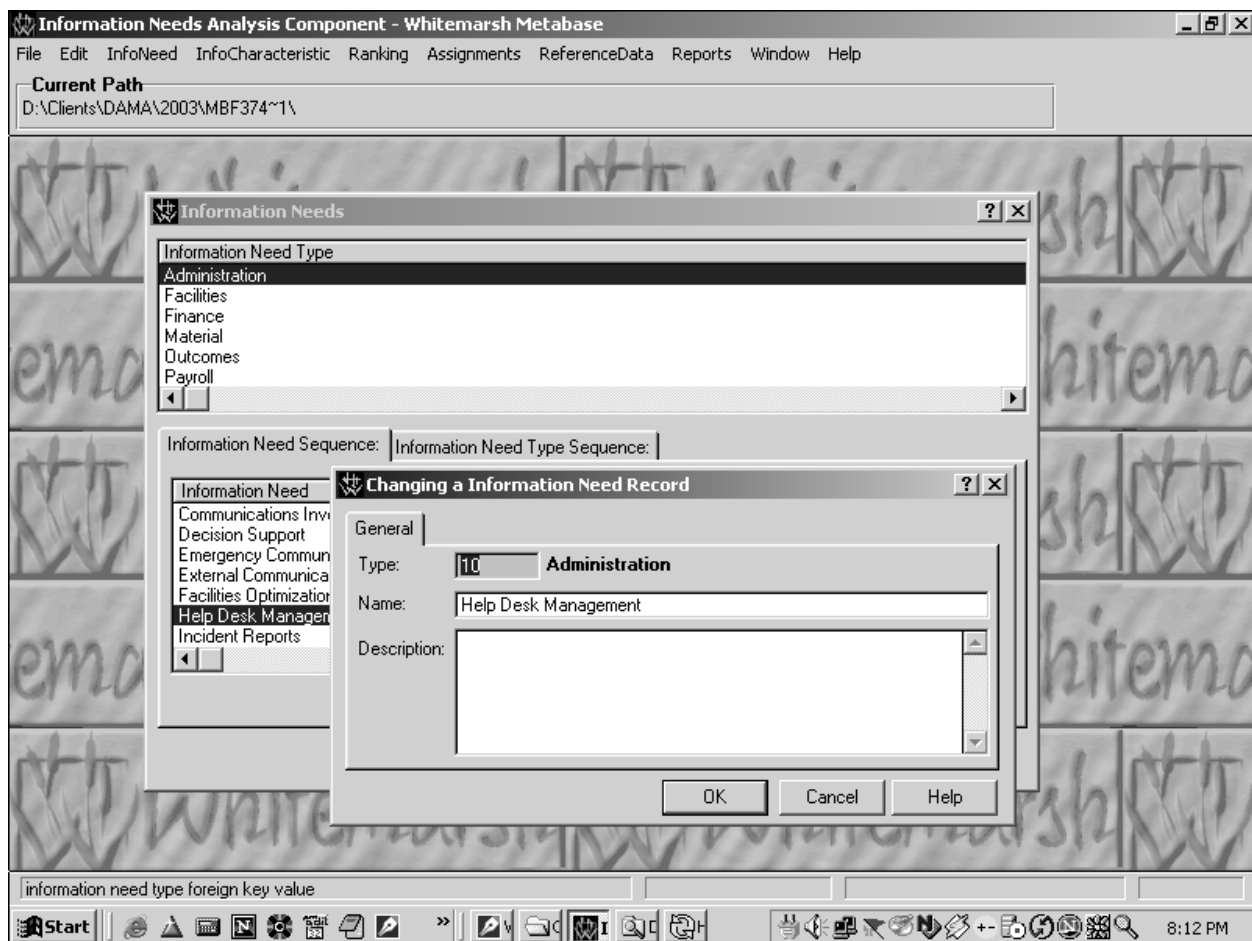 Information Needs Analysis Component - Whitemarsh Metabase
File Edit InfoNeed InfoCharacteristic Ranking Assignments ReferenceData Reports Window Help
Current Path
D:\Clients\DAMA\2003\MBF374~1\
Information Needs
Information Need Type
Administration
Facilities
Finance
Material
Outcomes
Payroll
Information Need Sequence: Information Need Type Sequence:
Information Need
Communications Inv
Decision Support
Emergency Commun
External Communica
Facilities Optimization
Help Desk Managem
Incident Reports
Changing a Information Need Record
General
Type: 10 Administration
Name: Help Desk Management
Description:
OK Cancel Help
Whitemarsh
information need type foreign key value
Start 8:12 PM